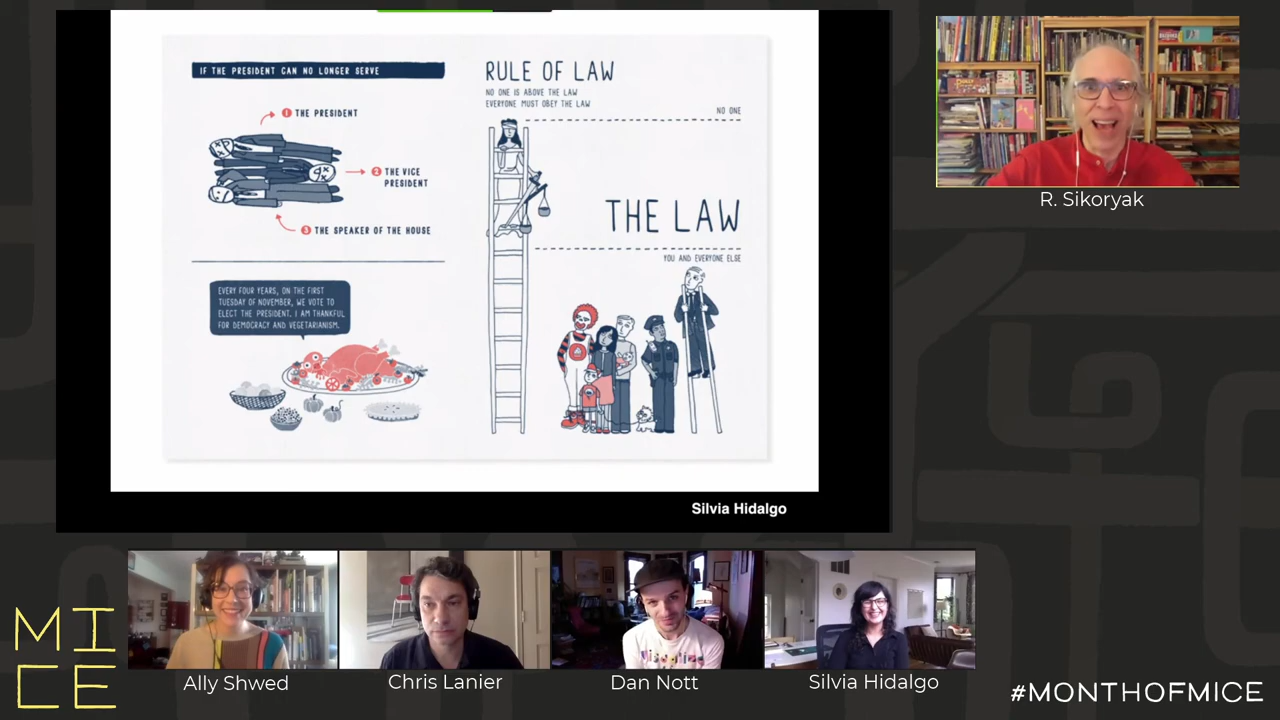 IF THE PRESIDENT CAN NO LONGER SERVE
1 THE PRESIDENT
2 THE VICE
PRESIDENT
3 THE SPEAKER OF THE HOUSE
EVERY FOUR YEARS, ON THE FIRST
TUESDAY OF NOVEMBER, WE VOTE TO
ELECT THE PRESIDENT. I AM THANKFUL
FOR DEMOCRACY AND VEGETARIANISM.
RULE OF LAW
NO ONE IS ABOVE THE LAW
EVERYONE MUST OBEY THE LAW
NO ONE
THE LAW
YOU AND EVERYONE ELSE
Silvia Hidalgo
R. Sikoryak
Ally Shwed
Chris Lanier
Dan Nott
Silvia Hidalgo
MI
CE
#MONTHOFMICE